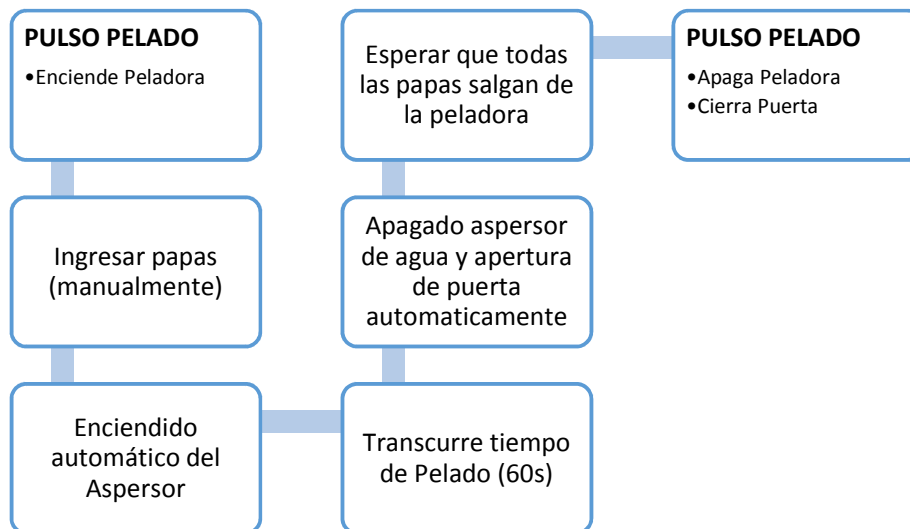 PULSO PELADO
•Enciende Peladora
Ingresar papas
(manualmente)
Enciendido
automático del
Aspersor
Transcurre tiempo
de Pelado (60s)
Apagado aspersor
de agua y apertura
de puerta
automaticamente
Esperar que todas
las papas salgan de
la peladora
PULSO PELADO
•Apaga Peladora
•Cierra Puerta